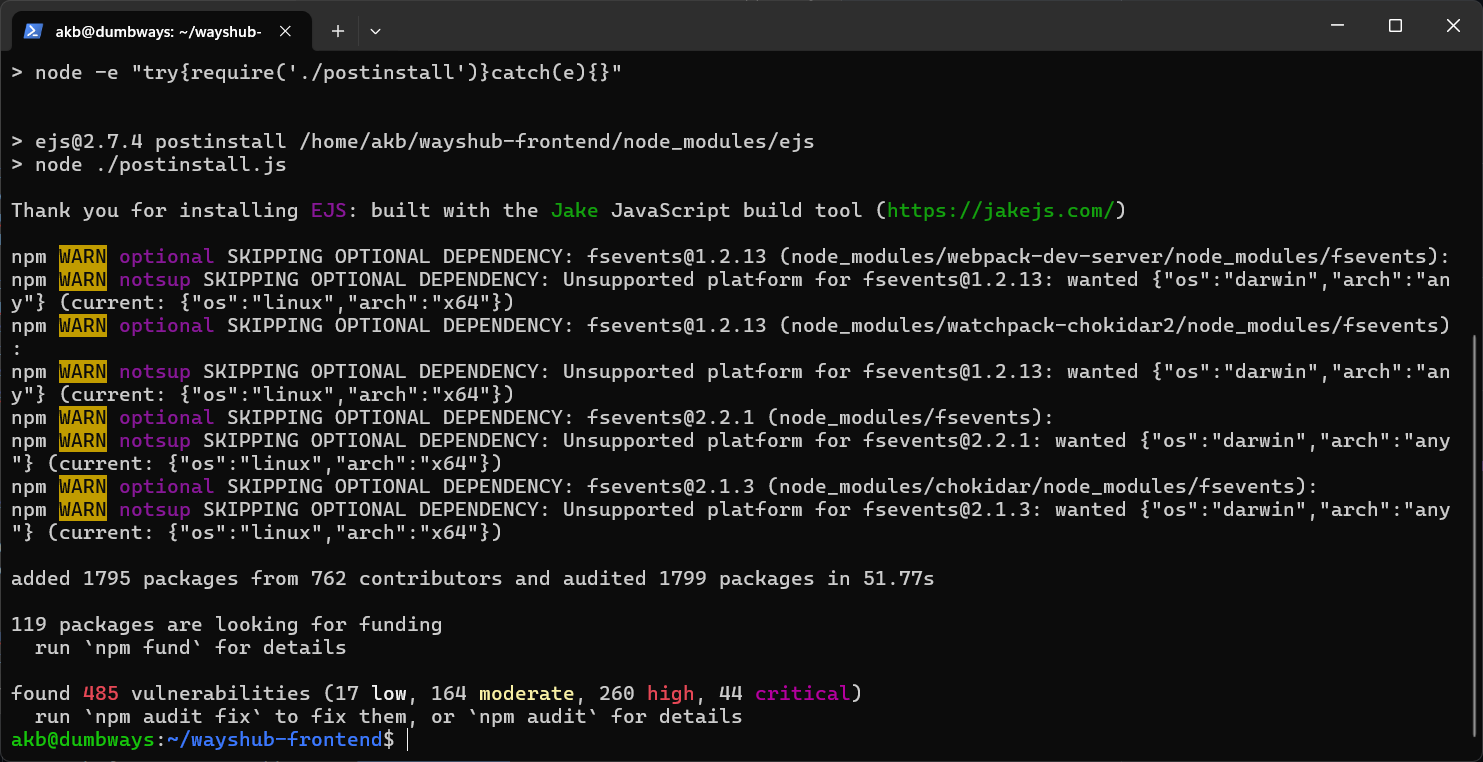 akb@dumbways: ~/wayshub-
> node -e "try{require('./postinstall')}catch(e){}"
> ejs@2.7.4 postinstall /home/akb/wayshub-frontend/node_modules/ejs
> node ./postinstall.js
Thank you for installing EJS: built with the Jake JavaScript build tool (https://jakejs.com/)
npm WARN optional SKIPPING OPTIONAL DEPENDENCY: fsevents@1.2.13 (node_modules/webpack-dev-server/node_modules/fsevents):
npm WARN notsup SKIPPING OPTIONAL DEPENDENCY: Unsupported platform for fsevents@1.2.13: wanted {"os":"darwin","arch":"an
y"} (current: {"os":"linux","arch":"x64"})
npm WARN optional SKIPPING OPTIONAL DEPENDENCY: fsevents@1.2.13 (node_modules/watchpack-chokidar2/node_modules/fsevents)
:
npm WARN notsup SKIPPING OPTIONAL DEPENDENCY: Unsupported platform for fsevents@1.2.13: wanted {"os":"darwin","arch":"an
y"} (current: {"os":"linux","arch":"x64"})
npm WARN optional SKIPPING OPTIONAL DEPENDENCY: fsevents@2.2.1 (node_modules/fsevents):
npm WARN notsup SKIPPING OPTIONAL DEPENDENCY: Unsupported platform for fsevents@2.2.1: wanted {"os":"darwin","arch":"any
"} (current: {"os":"linux","arch":"x64"})
npm WARN optional SKIPPING OPTIONAL DEPENDENCY: fsevents@2.1.3 (node_modules/chokidar/node_modules/fsevents):
npm WARN notsup SKIPPING OPTIONAL DEPENDENCY: Unsupported platform for fsevents@2.1.3: wanted {"os":"darwin","arch":"any
"} (current: {"os":"linux","arch":"x64"})
added 1795 packages from 762 contributors and audited 1799 packages in 51.77s
119 packages are looking for funding
  run `npm fund` for details
found 485 vulnerabilities (17 low, 164 moderate, 260 high, 44 critical)
  run `npm audit fix` to fix them, or `npm audit` for details
akb@dumbways:~/wayshub-frontend$